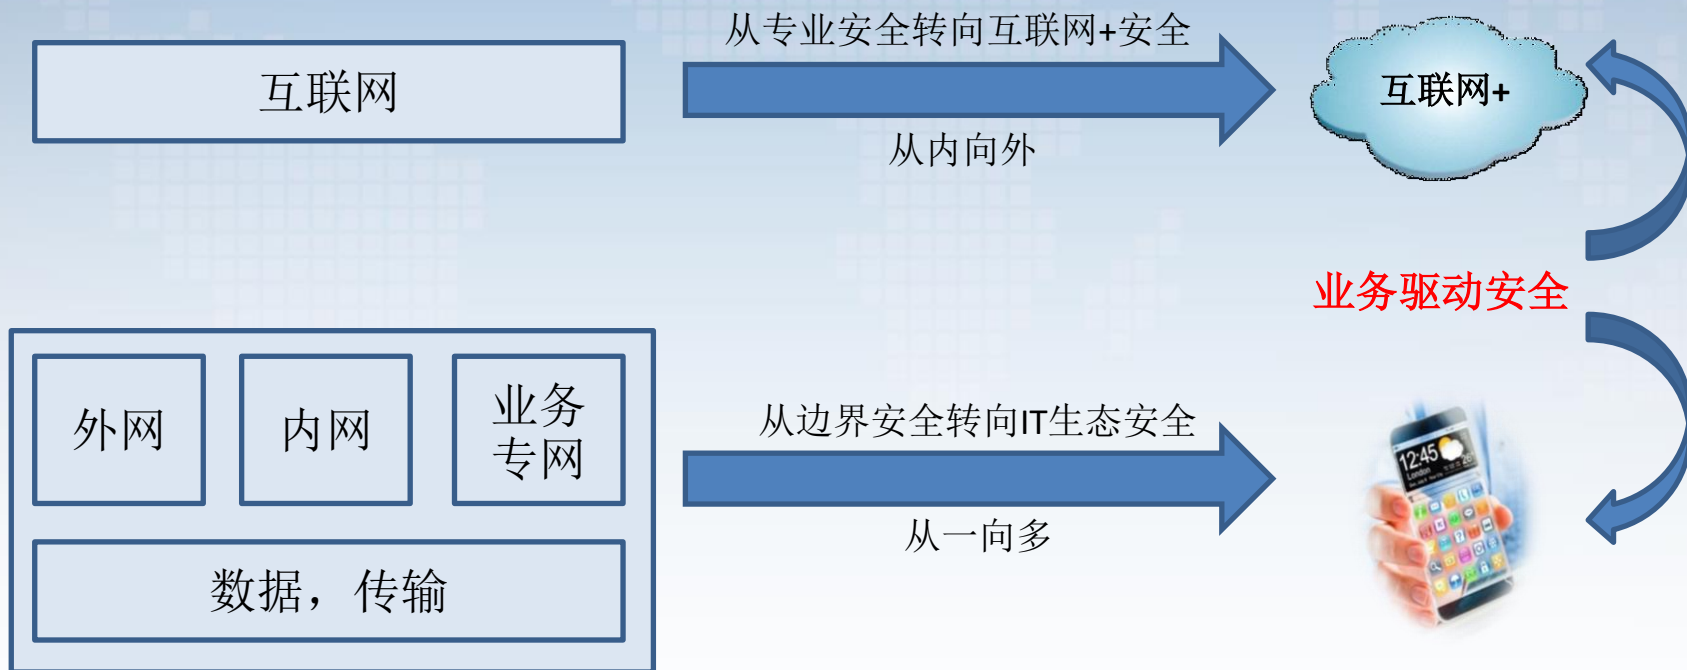 从专业安全转向互联网+安全
互联网
互联网+
从内向外
业务驱动安全
外网
内网
业务
专网
从边界安全转向IT生态安全
从一向多
数据，传输
12:45
London